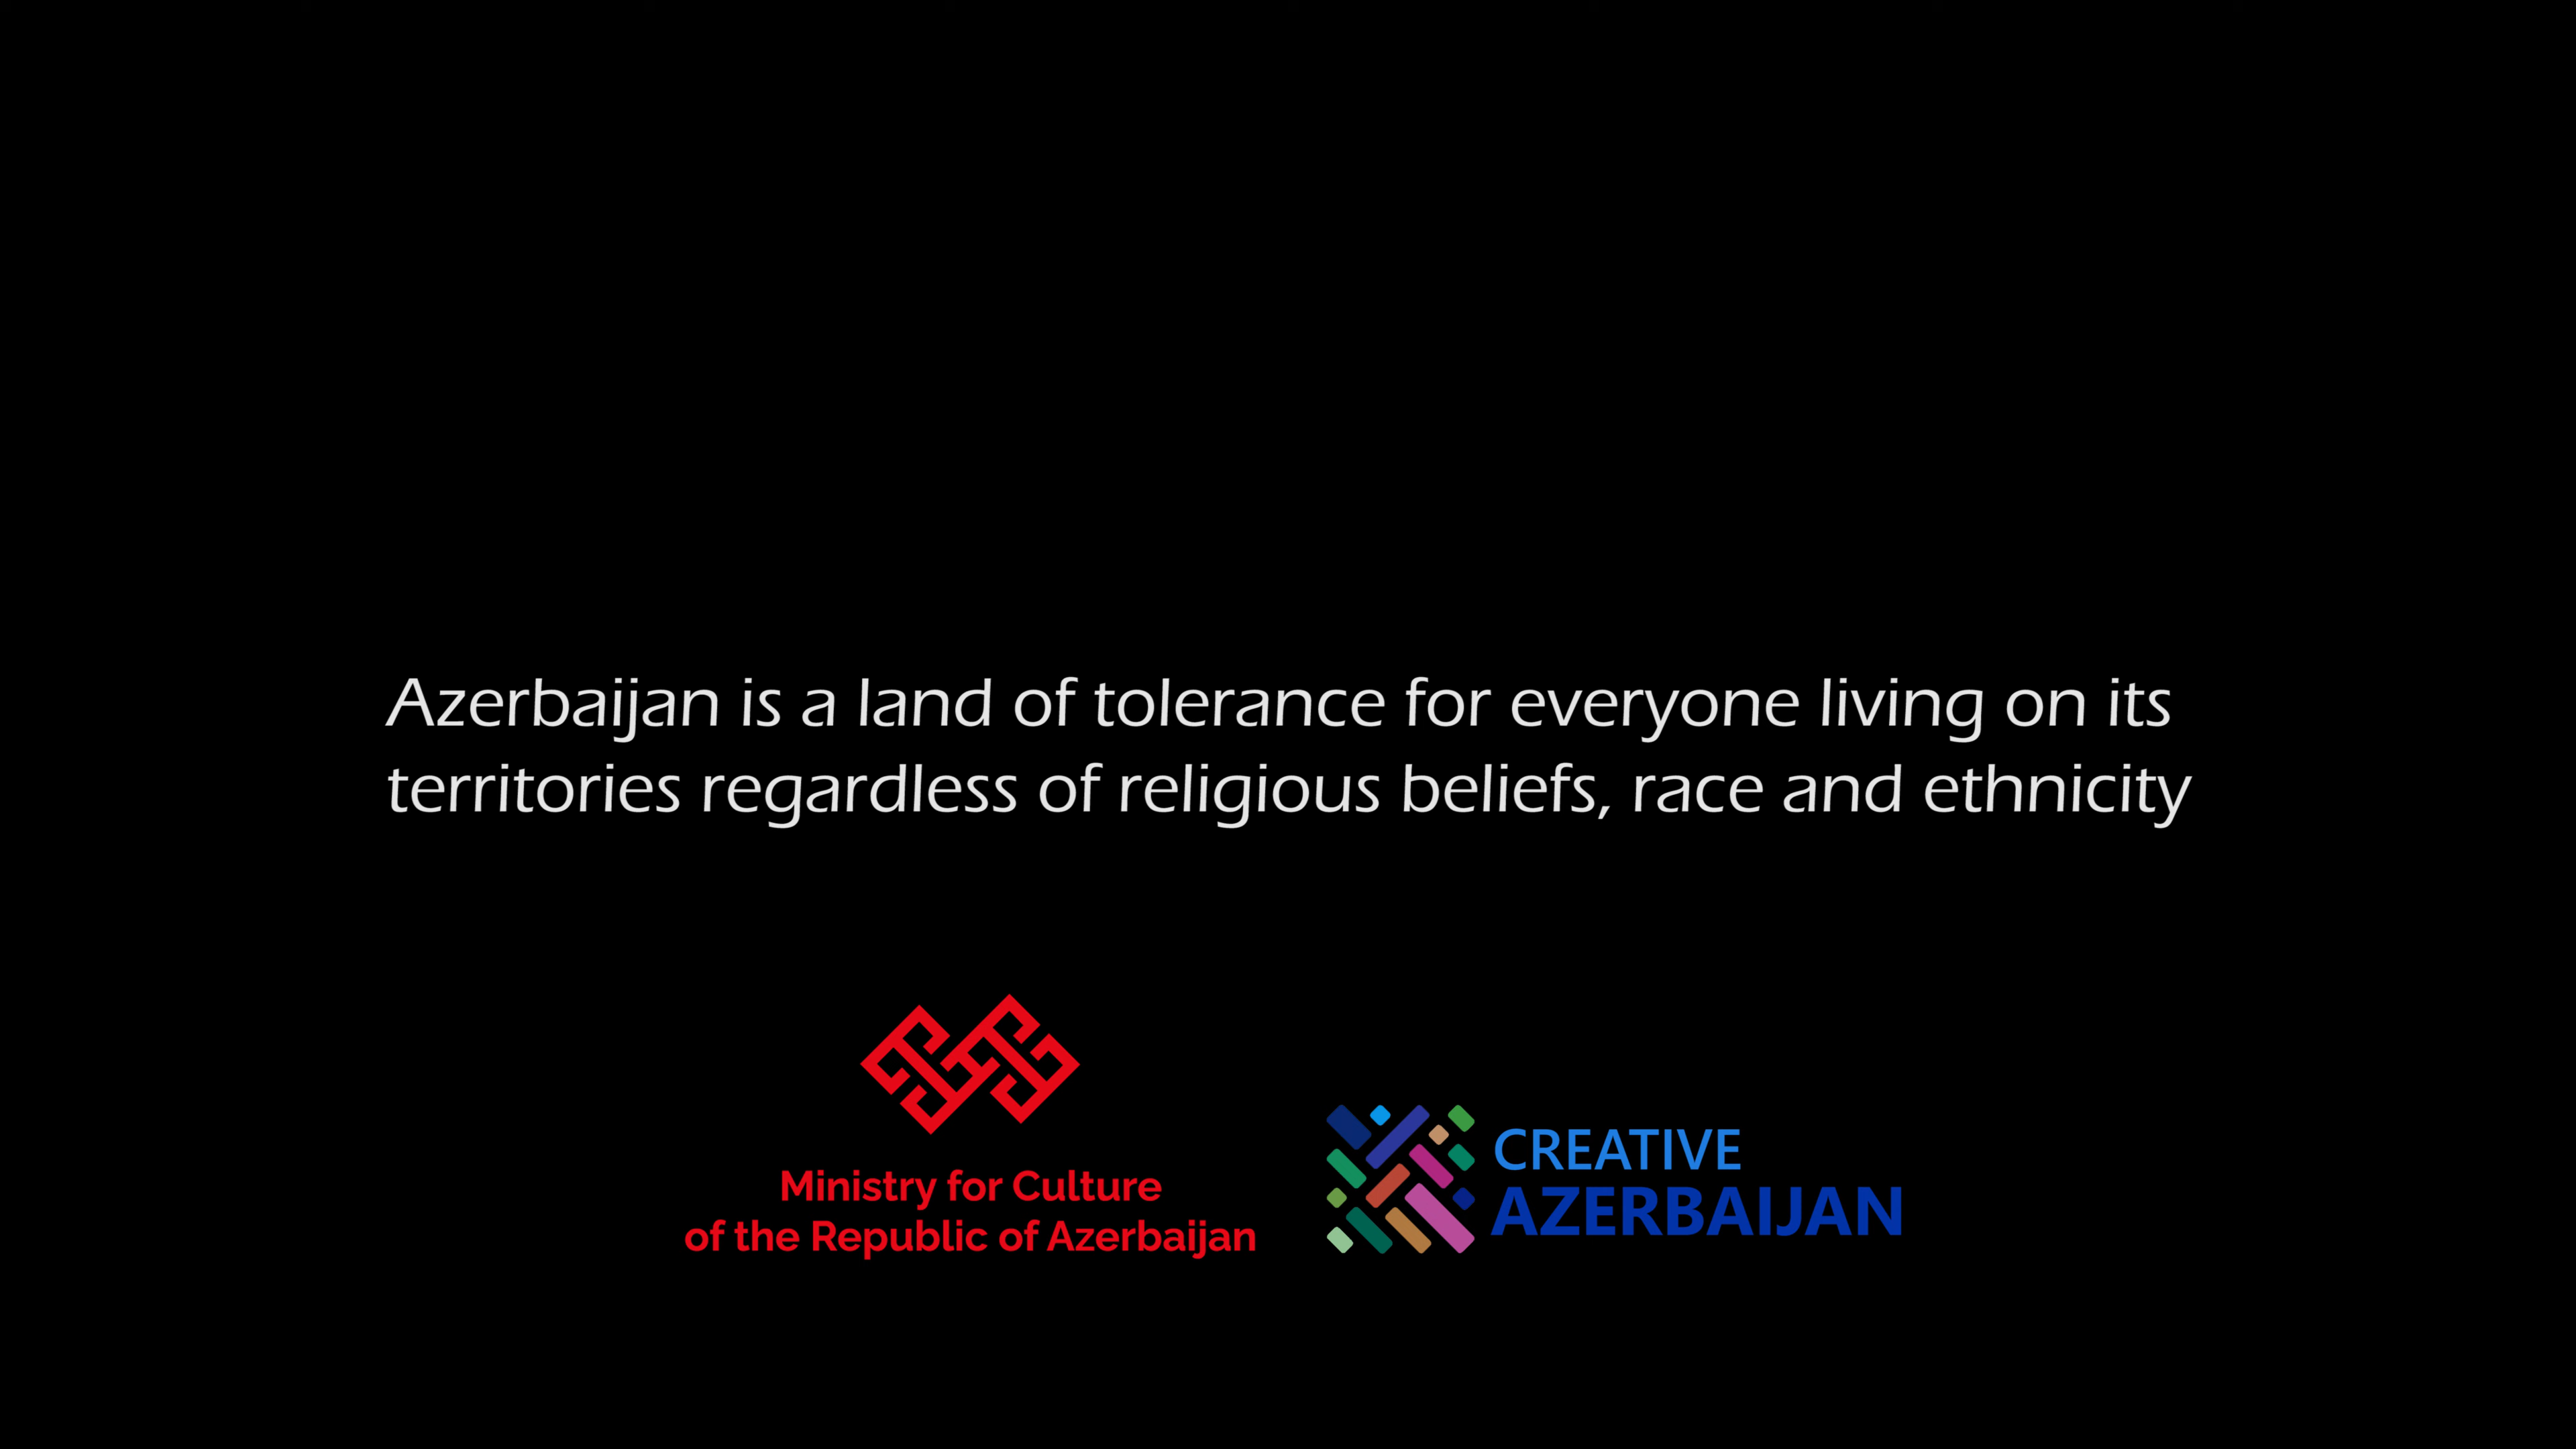 Azerbaijan is a land of tolerance for everyone living on its
territories regardless of religious beliefs, race and ethnicity
Ministry for Culture
of the Republic of Azerbaijan
CREATIVE
AZERBAIJAN